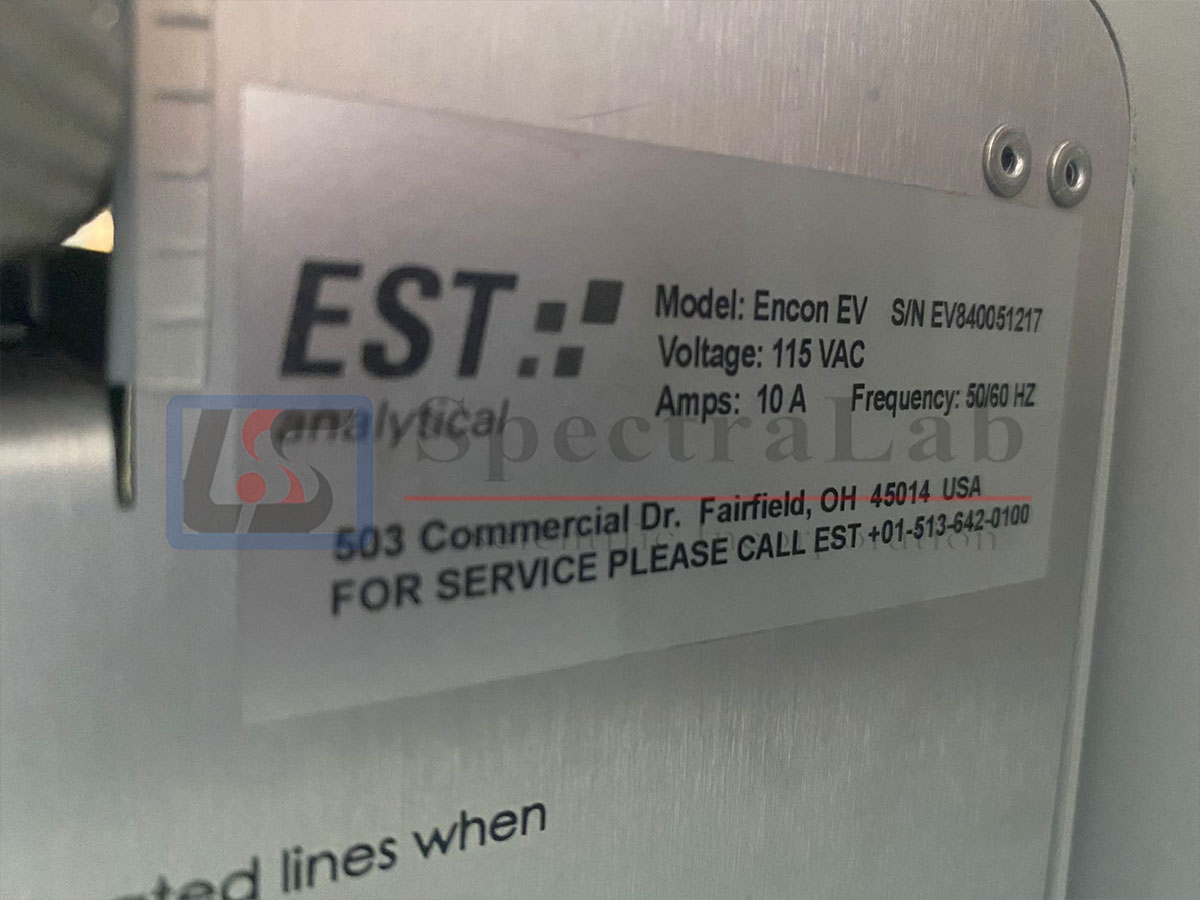 EST
analytical
Model: Encon EV S/N EV840051217
Voltage: 115 VAC
Amps: 10 A Frequency: 50/60 HZ
SpectraLab
503 Commercial Dr. Fairfield, OH 45014 USA
FOR SERVICE PLEASE CALL EST +01-513-642-0100
lines when